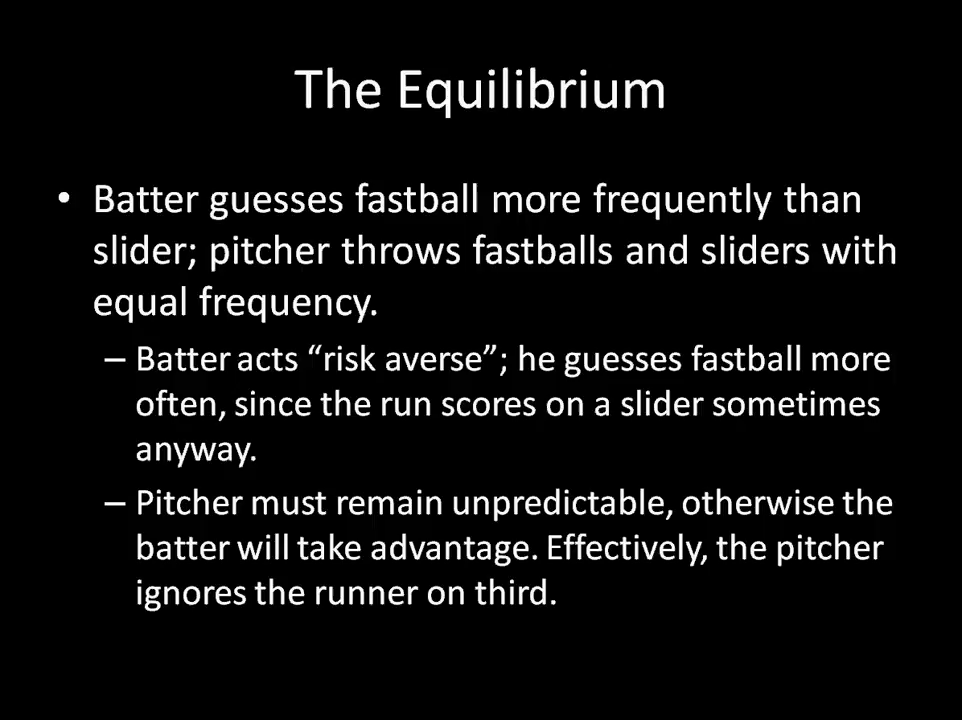 The Equilibrium
• Batter guesses fastball more frequently than
slider; pitcher throws fastballs and sliders with
equal frequency.
– Batter acts “risk averse”; he guesses fastball more
often, since the run scores on a slider sometimes
anyway.
– Pitcher must remain unpredictable, otherwise the
batter will take advantage. Effectively, the pitcher
ignores the runner on third.